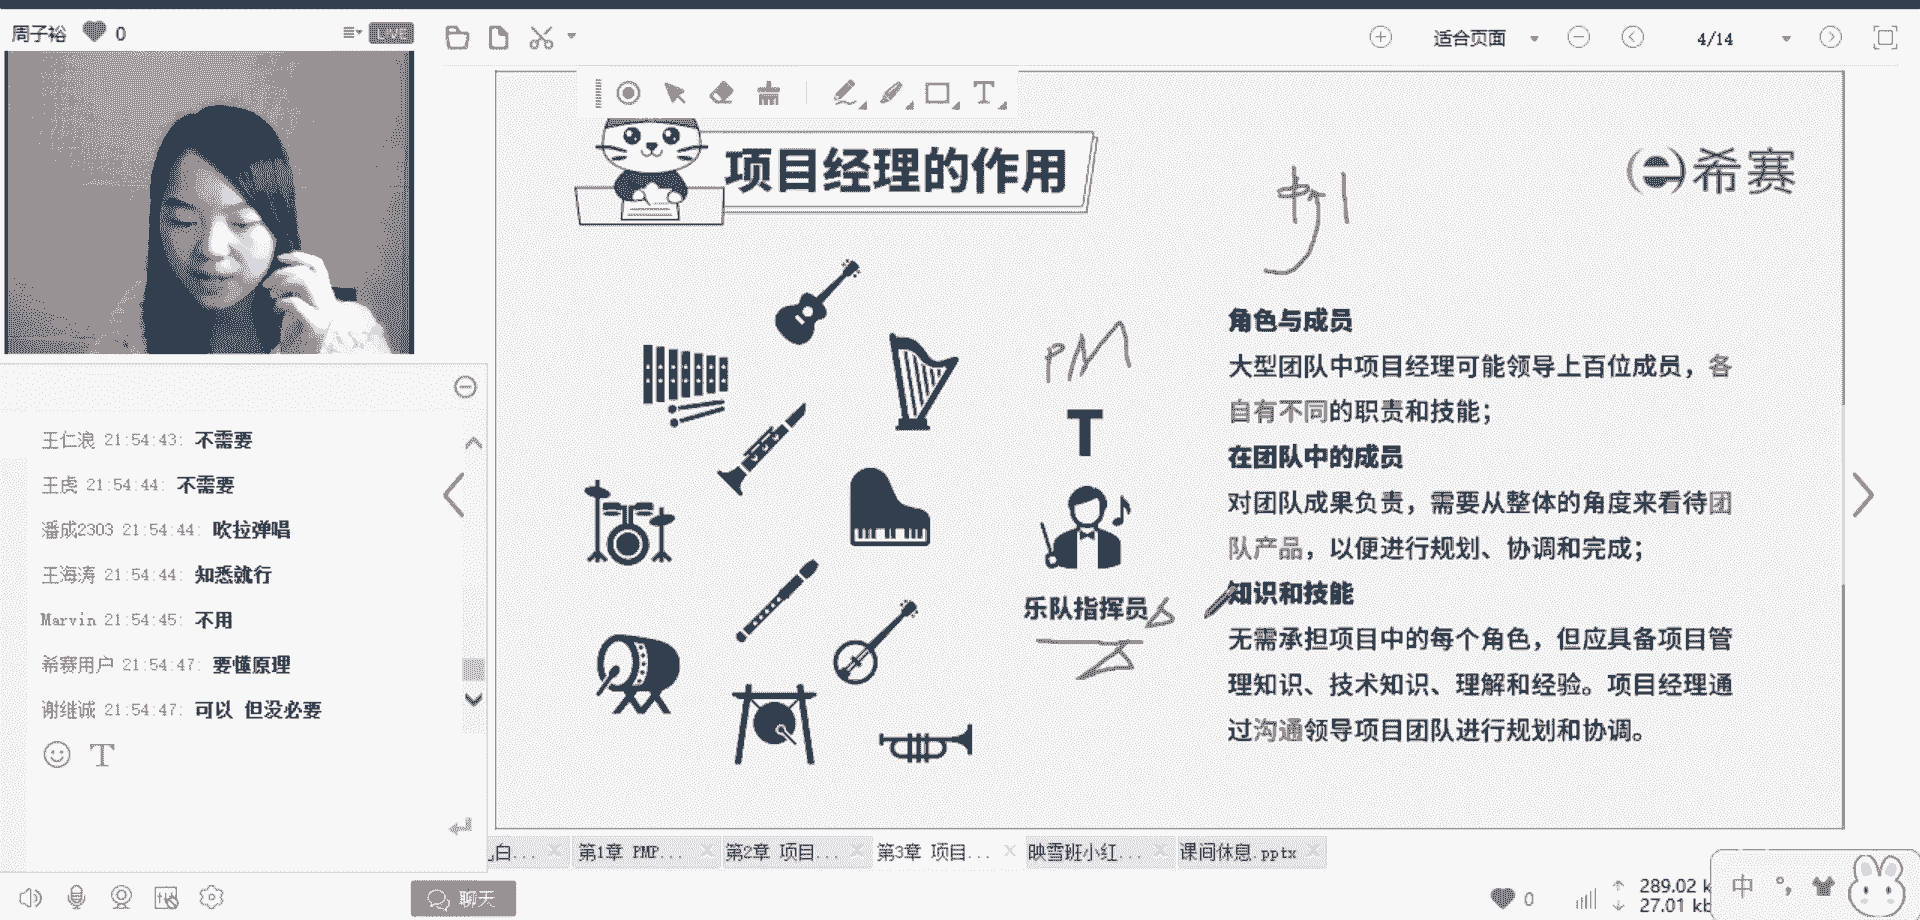 周子裕 0
LIVE
适合页面
4/14
项目经理的作用
希赛
PM
T
乐队指挥员
角色与成员
大型团队中项目经理可能领导上百位成员，各
自有不同的职责和技能；
在团队中的成员
对团队成果负责，需要从整体的角度来看待团
队产品，以便进行规划、协调和完成；
知识和技能
无需承担项目中的每个角色，但应具备项目管
理知识、技术知识、理解和经验。项目经理通
过沟通领导项目团队进行规划和协调。
王仁浪 21:54:43: 不需要
王虎 21:54:44: 不需要
潘成2303 21:54:44: 吹拉弹唱
王海涛 21:54:44: 知悉就行
Marvin 21:54:45: 不用
希赛用户 21:54:47: 要懂原理
谢继诚 21:54:47: 可以 但没必要
T
白... 第1章 PMP... 第2章 项目... 第3章 项目... 映雪班小红... 课间休息.pptx
聊天
0
289.02 k
27.01 kb
中